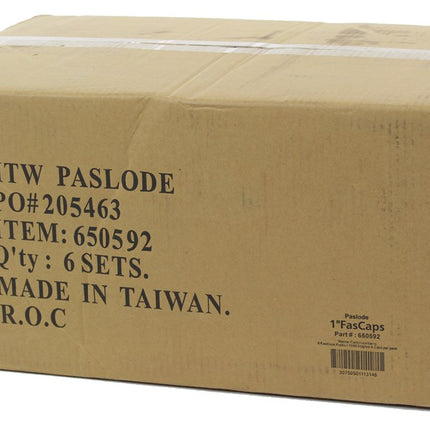 ITW PASLODE
PO#205463
ITEM: 650592
Q'ty : 6 SETS.
MADE IN TAIWAN.
R.O.C
Paslode
1"FasCaps
Part # : 650592